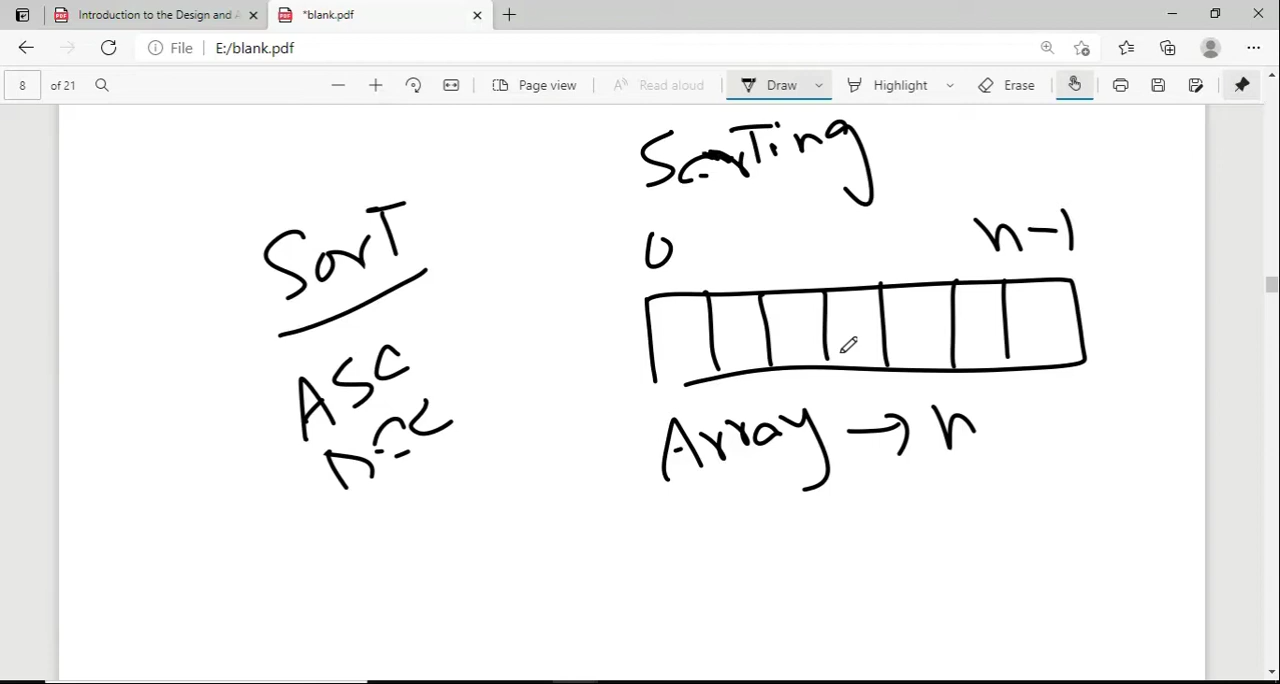 Introduction to the Design and A
*blank.pdf
File E:/blank.pdf
8 of 21 Page view Read aloud Draw Highlight Erase
Sorting
Sort
0 n-1
ASC
Array → n